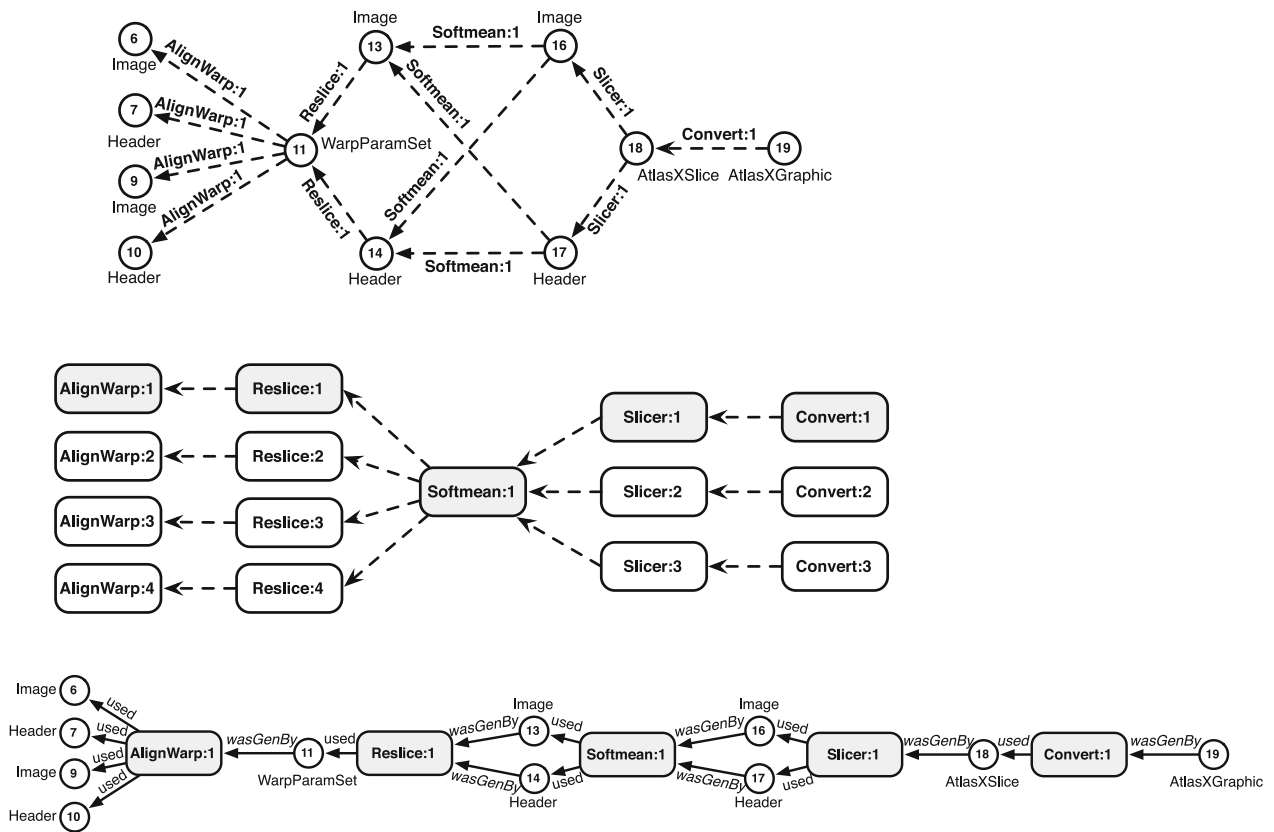 Image
Image
6
AlignWarp:1
13
Softmean:1
16
Image
Reslice:1
Softmean:1
Slicer:1
7
AlignWarp:1
Header
11
WarpParamSet
18
Convert:1
19
AlignWarp:1
AtlasXSlice
AtlasXGraphic
9
Image
AlignWarp:1
Reslice:1
Softmean:1
Slicer:1
10
14
Softmean:1
17
Header
Header
Header
AlignWarp:1
Reslice:1
Slicer:1
Convert:1
AlignWarp:2
Reslice:2
Softmean:1
Slicer:2
Convert:2
AlignWarp:3
Reslice:3
Slicer:3
Convert:3
AlignWarp:4
Reslice:4
Image
6
used
Header
7
used
Image
9
used
Header
10
used
AlignWarp:1
wasGenBy
11
WarpParamSet
used
Reslice:1
wasGenBy
Image
13
used
wasGenBy
14
Header
used
Softmean:1
wasGenBy
Image
16
used
wasGenBy
17
Header
used
Slicer:1
wasGenBy
18
AtlasXSlice
used
Convert:1
wasGenBy
19
AtlasXGraphic